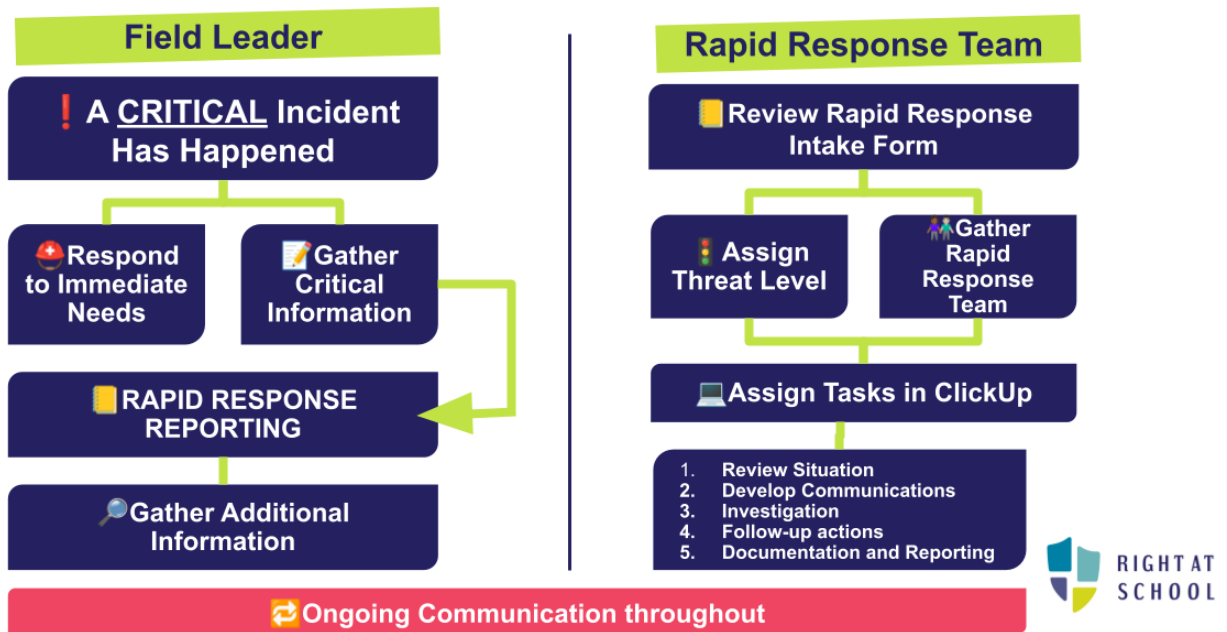 Field Leader
❗A CRITICAL Incident
Has Happened
⛑️Respond
to Immediate
Needs
📝Gather
Critical
Information
📒RAPID RESPONSE
REPORTING
🔎Gather Additional
Information
Rapid Response Team
📒Review Rapid Response
Intake Form
🚦Assign
Threat Level
👫Gather
Rapid
Response
Team
💻Assign Tasks in ClickUp
1. Review Situation
2. Develop Communications
3. Investigation
4. Follow-up actions
5. Documentation and Reporting
🔁Ongoing Communication throughout
RIGHT AT
SCHOOL